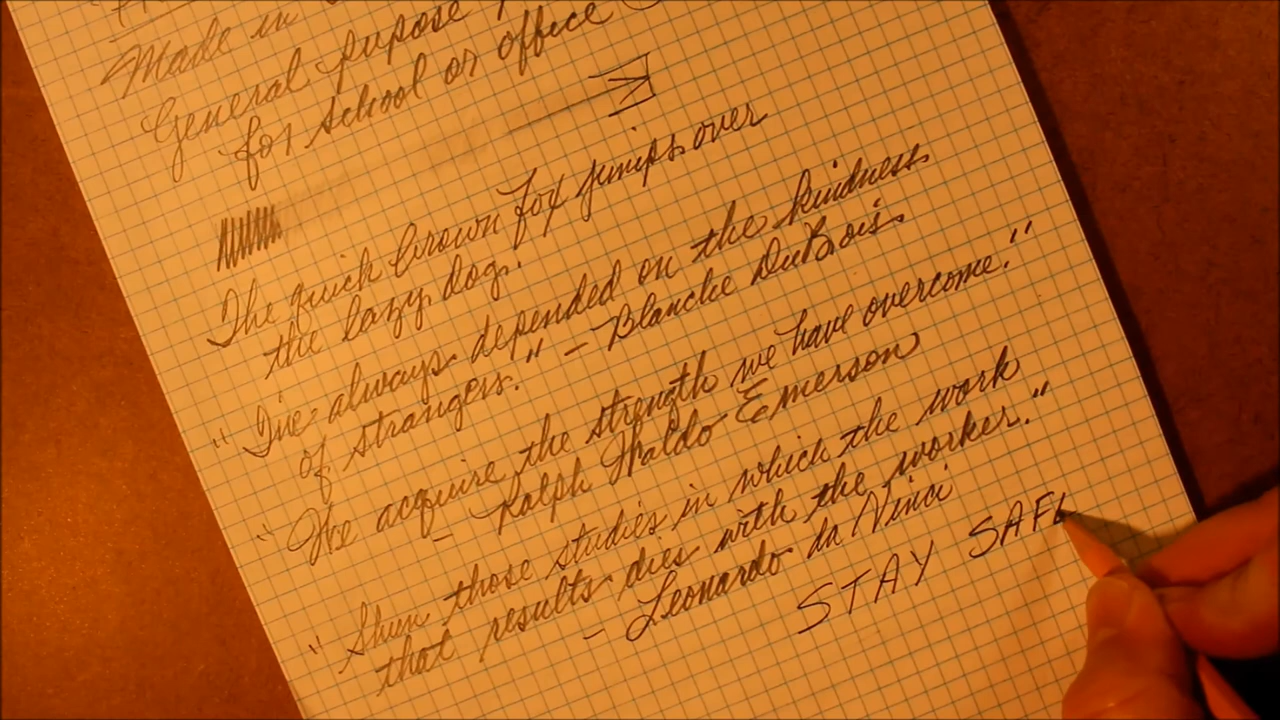 Made in
General pupose
for school or office
The quick brown fox jumps over
the lazy dog.
"I've always depended on the kindness
of strangers." - Blanche DuBois.
"We acquire the strength we have overcome."
- Ralph Waldo Emerson
"Shun those studies in which the work
that results dies with the worker."
- Leonardo da Vinci
STAY SAF